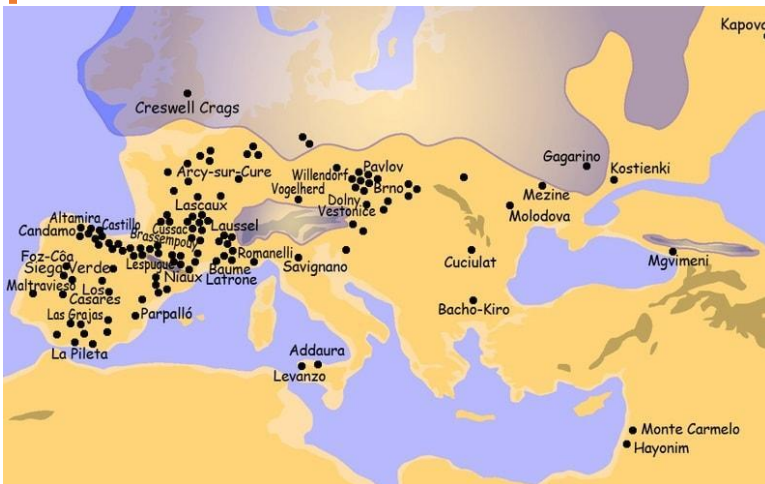 Kapova
Creswell Crags
Arcy-sur-Cure
Willendorf
Pavlov
Gagarino
Kostienki
Vogelherd
Brno
Mezine
Lascaux
Dolny
Vestonice
Molodova
Altamira
Castillo
Candamo
Cussac
Laussel
Brassempouy
Foz-Côa
Lespugue
Romanelli
Savignano
Cuciulat
Mgvimeni
Siega Verde
Niaux
Baume
Latrone
Maltravieso
Los
Casares
Las Grajas
Parpalló
Bacho-Kiro
La Pileta
Addaura
Levanzo
Monte Carmelo
Hayonim